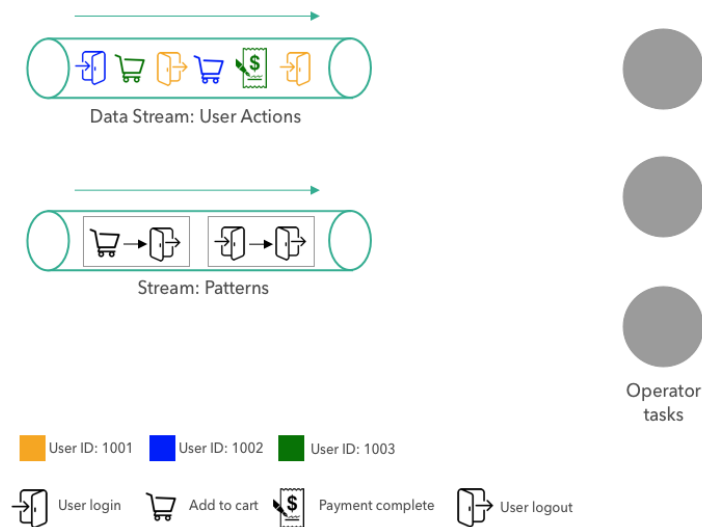 Data Stream: User Actions
Stream: Patterns
Operator
tasks
User ID: 1001
User ID: 1002
User ID: 1003
User login
Add to cart
Payment complete
User logout